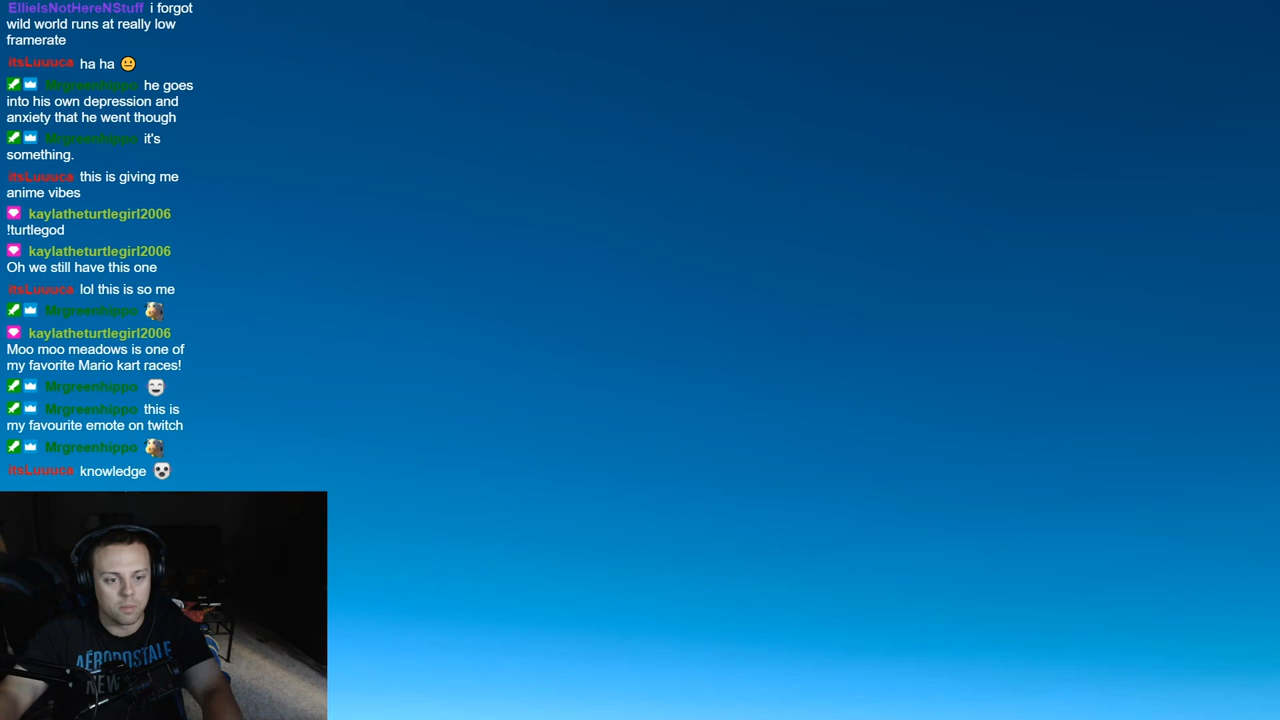 EllieIsNotHereNStuff i forgot
wild world runs at really low
framerate
itsLuuuca ha ha
Mrgreenhippo he goes
into his own depression and
anxiety that he went though
Mrgreenhippo it's
something.
itsLuuuca this is giving me
anime vibes
kaylatheturtlegirl2006
!turtlegod
kaylatheturtlegirl2006
Oh we still have this one
itsLuuuca lol this is so me
Mrgreenhippo
kaylatheturtlegirl2006
Moo moo meadows is one of
my favorite Mario kart races!
Mrgreenhippo
Mrgreenhippo this is
my favourite emote on twitch
Mrgreenhippo
itsLuuuca knowledge
AÉROPOSTALE
NEW